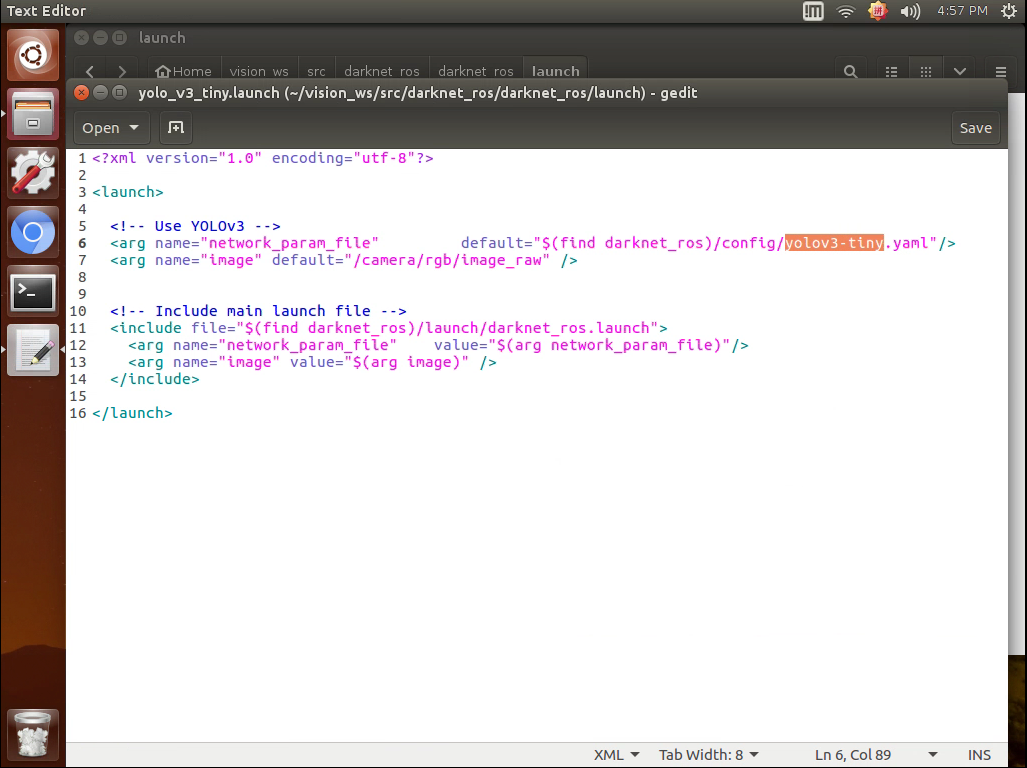 Text Editor
4:57 PM
launch
Home vision_ws src darknet_ros darknet_ros launch
yolo_v3_tiny.launch (~/vision_ws/src/darknet_ros/darknet_ros/launch) - gedit
Open
Save
1 <?xml version="1.0" encoding="utf-8"?>
2
3 <launch>
4
5 <!-- Use YOLOv3 -->
6 <arg name="network_param_file" default="$(find darknet_ros)/config/yolov3-tiny.yaml"/>
7 <arg name="image" default="/camera/rgb/image_raw" />
8
9
10 <!-- Include main launch file -->
11 <include file="$(find darknet_ros)/launch/darknet_ros.launch">
12 <arg name="network_param_file" value="$(arg network_param_file)"/>
13 <arg name="image" value="$(arg image)" />
14 </include>
15
16 </launch>
XML Tab Width: 8 Ln 6, Col 89 INS